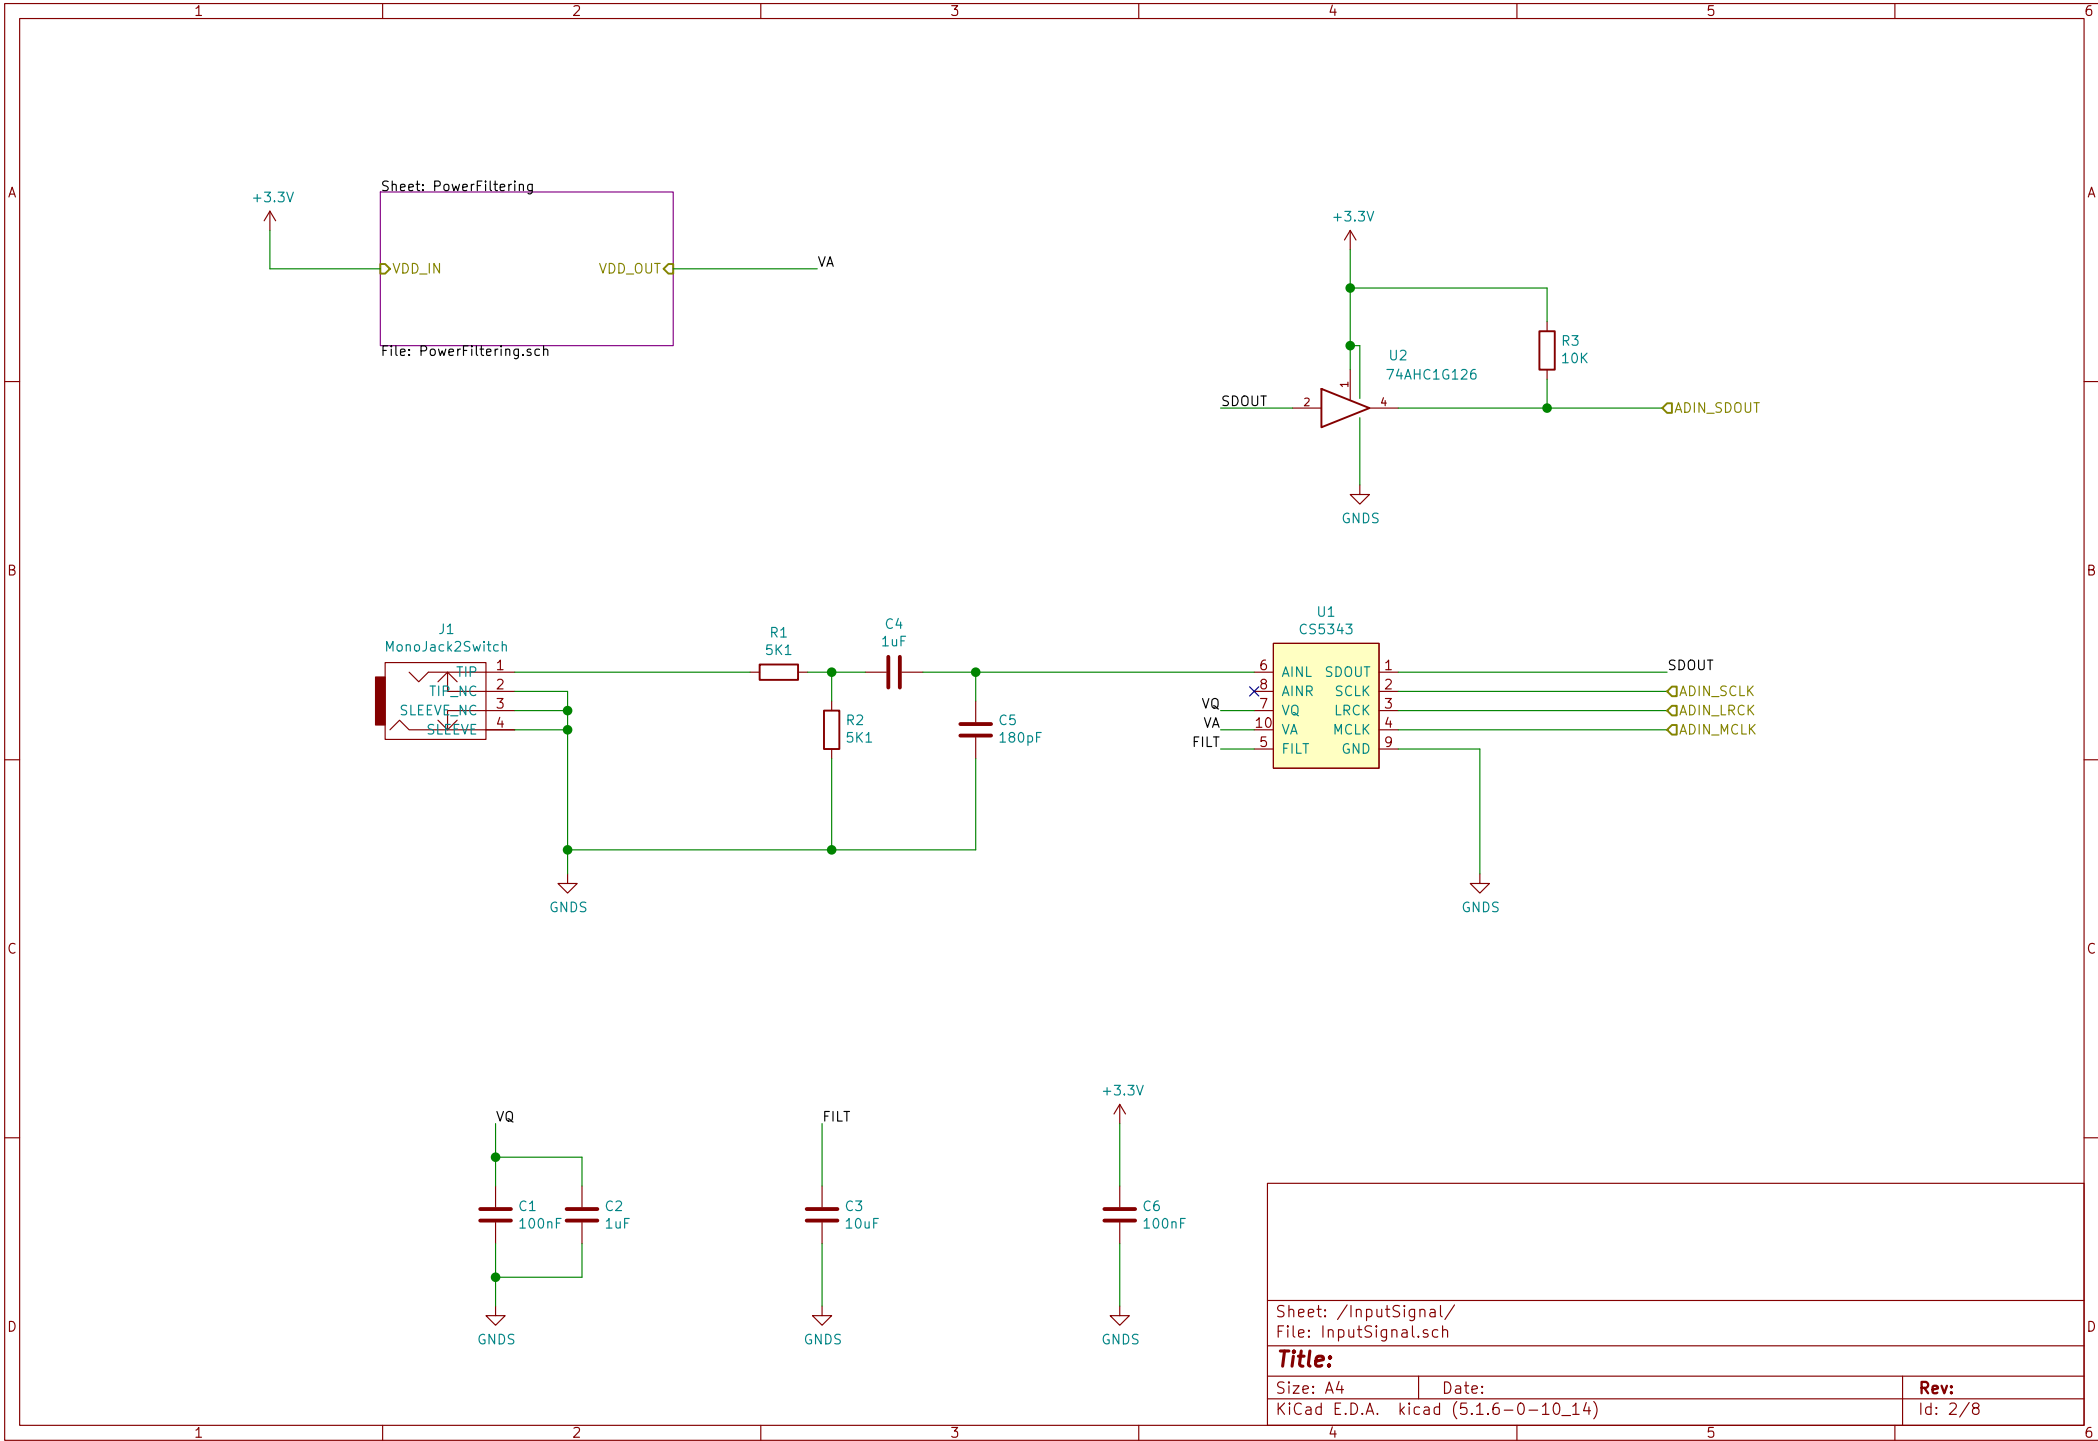 1 2 3 4 5 6
A A
Sheet: PowerFiltering
+3.3V
VDD_IN VDD_OUT VA
File: PowerFiltering.sch
+3.3V
R3
10K
U2
74AHC1G126
1
SDOUT 2 4 ADIN_SDOUT
GNDS
B B
J1
MonoJack2Switch
TIP 1
TIP_NC 2
SLEEVE_NC 3
SLEEVE 4
R1
5K1
C4
1uF
R2
5K1
C5
180pF
GNDS
U1
CS5343
6 AINL SDOUT 1 SDOUT
8 AINR SCLK 2 ADIN_SCLK
VQ 7 VQ LRCK 3 ADIN_LRCK
VA 10 VA MCLK 4 ADIN_MCLK
FILT 5 FILT GND 9
GNDS
C C
VQ
C1
100nF
C2
1uF
GNDS
FILT
C3
10uF
GNDS
+3.3V
C6
100nF
GNDS
D D
Sheet: /InputSignal/
File: InputSignal.sch
Title:
Size: A4 Date: Rev:
KiCad E.D.A. kicad (5.1.6-0-10_14) Id: 2/8
1 2 3 4 5 6